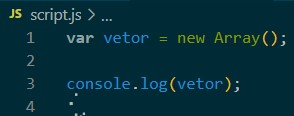 JS script.js > ...
1 var vetor = new Array();
2
3 console.log(vetor);
4